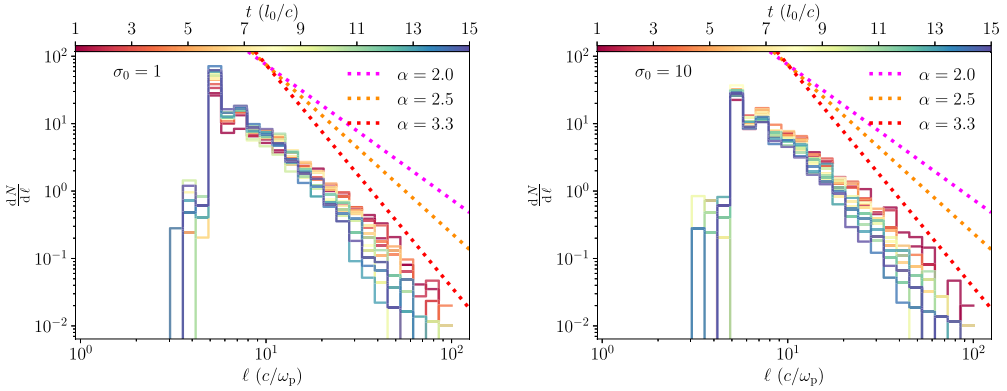 t (l₀/c)
1 3 5 7 9 11 13 15
σ₀ = 1
α = 2.0
α = 2.5
α = 3.3
10² 
10¹
10⁰
10⁻¹
10⁻²
dN
dℓ
10⁰ 10¹ 10²
ℓ (c/ωₚ)
t (l₀/c)
1 3 5 7 9 11 13 15
σ₀ = 10
α = 2.0
α = 2.5
α = 3.3
10²
10¹
10⁰
10⁻¹
10⁻²
dN
dℓ
10⁰ 10¹ 10²
ℓ (c/ωₚ)